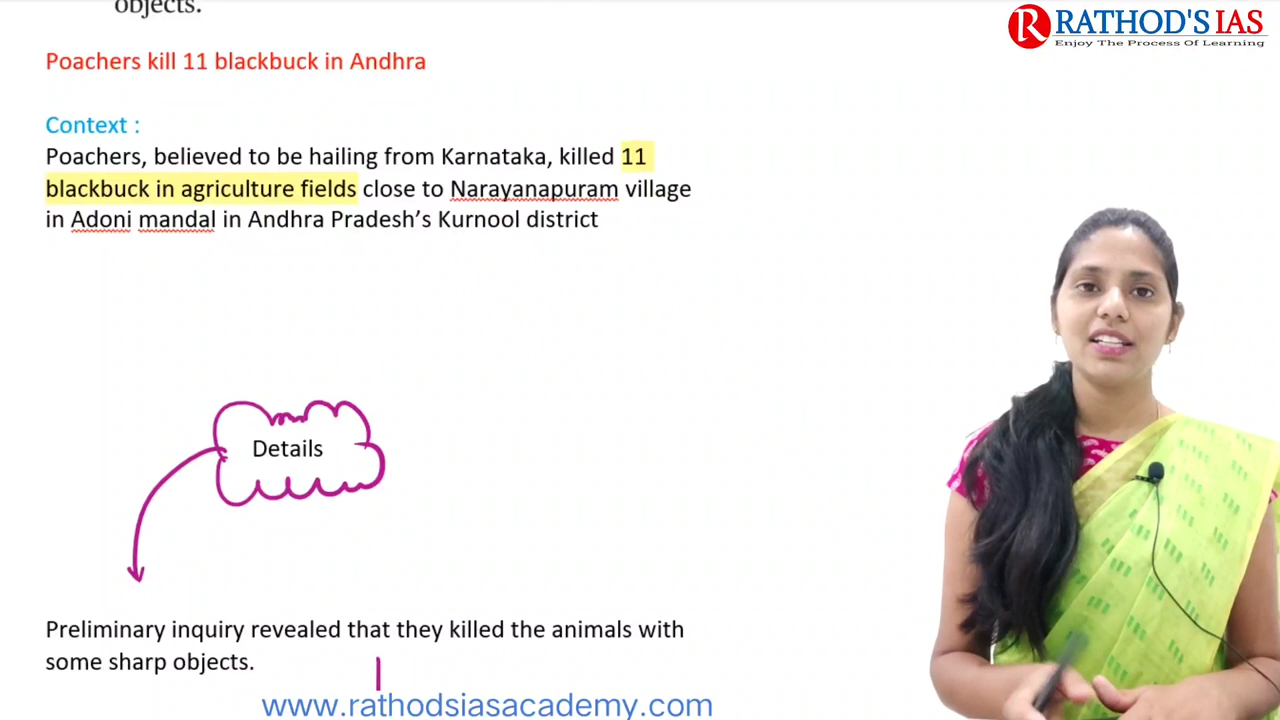 objects.
RATHOD'S IAS
Enjoy The Process Of Learning
Poachers kill 11 blackbuck in Andhra
Context :
Poachers, believed to be hailing from Karnataka, killed 11
blackbuck in agriculture fields close to Narayanapuram village
in Adoni mandal in Andhra Pradesh’s Kurnool district
Details
Preliminary inquiry revealed that they killed the animals with
some sharp objects.
www.rathodsiasacademy.com